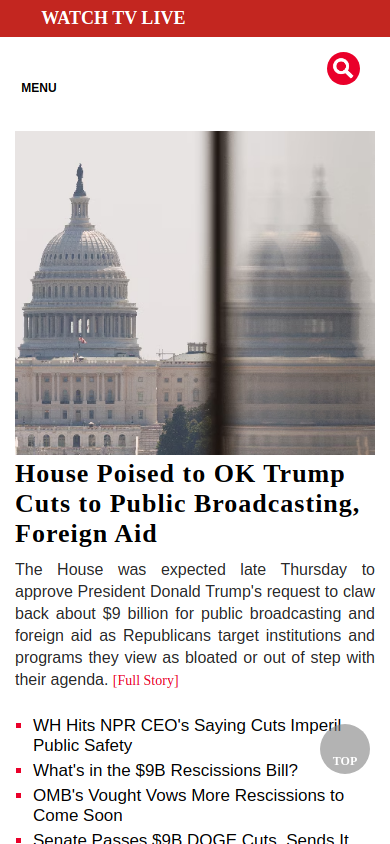 WATCH TV LIVE
MENU
House Poised to OK Trump
Cuts to Public Broadcasting,
Foreign Aid
The House was expected late Thursday to
approve President Donald Trump's request to claw
back about $9 billion for public broadcasting and
foreign aid as Republicans target institutions and
programs they view as bloated or out of step with
their agenda. [Full Story]
WH Hits NPR CEO's Saying Cuts Imperil
Public Safety
TOP
What's in the $9B Rescissions Bill?
OMB's Vought Vows More Rescissions to
Come Soon
Senate Passes $9B DOGE Cuts, Sends It